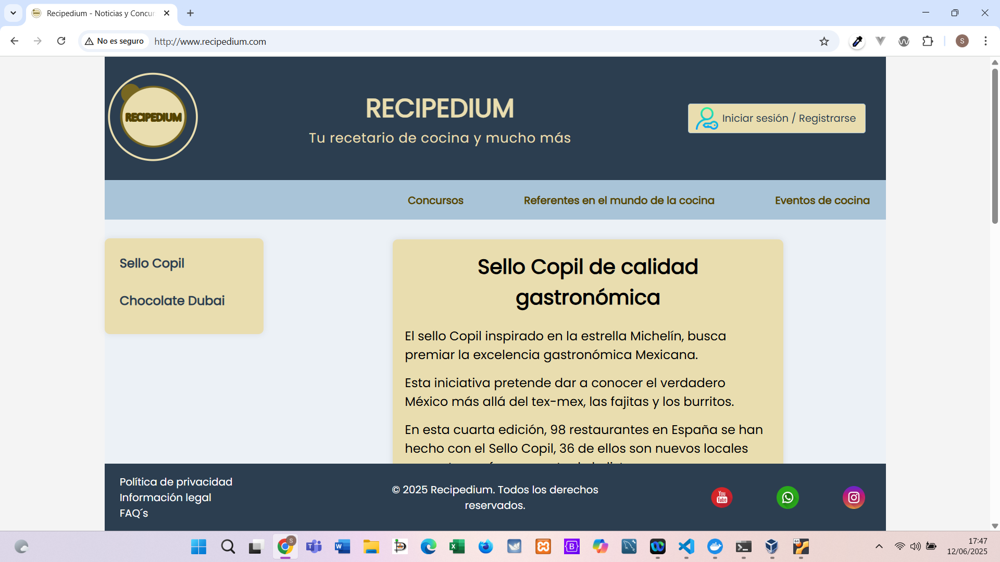 Recipedium - Noticias y Concur
No es seguro
http://www.recipedium.com
S
RECIPEDIUM
RECIPEDIUM
Tu recetario de cocina y mucho más
Iniciar sesión / Registrarse
Concursos
Referentes en el mundo de la cocina
Eventos de cocina
Sello Copil
Chocolate Dubai
Sello Copil de calidad
gastronómica
El sello Copil inspirado en la estrella Michelín, busca
premiar la excelencia gastronómica Mexicana.
Esta iniciativa pretende dar a conocer el verdadero
México más allá del tex-mex, las fajitas y los burritos.
En esta cuarta edición, 98 restaurantes en España se han
hecho con el Sello Copil, 36 de ellos son nuevos locales
Política de privacidad
Información legal
FAQ´s
© 2025 Recipedium. Todos los derechos
reservados.
You
Tube
S
17:47
12/06/2025